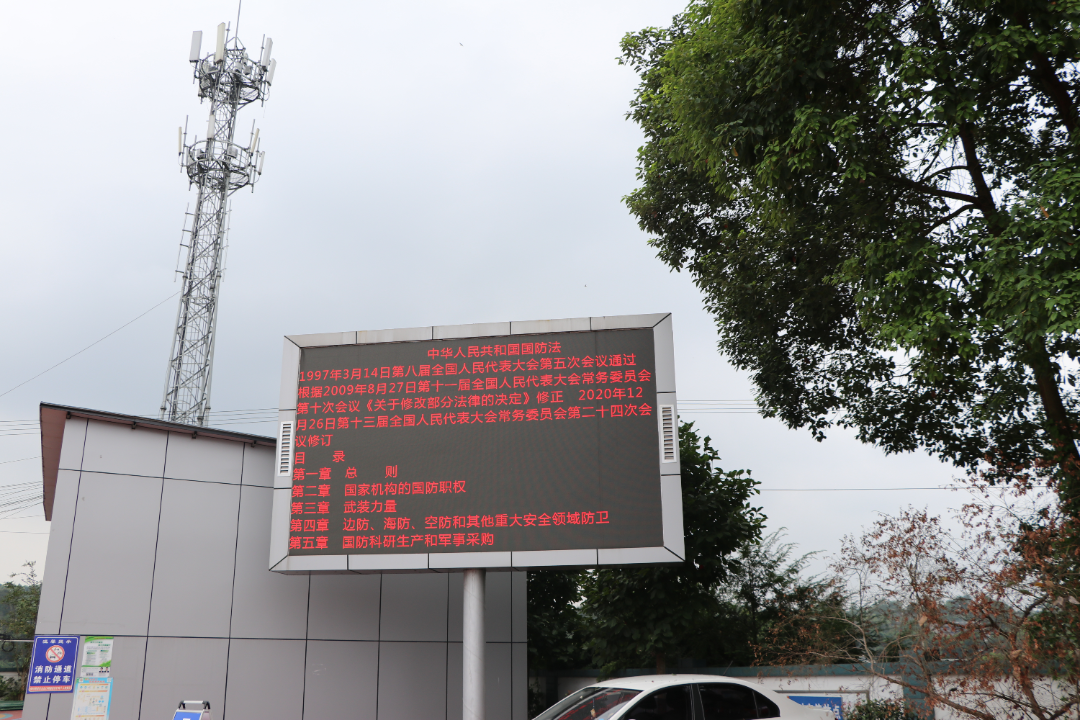 中华人民共和国国防法
1997年3月14日第八届全国人民代表大会第五次会议通过
根据2009年8月27日第十一届全国人民代表大会常务委员会
第十次会议《关于修改部分法律的决定》修正　2020年12
月26日第十三届全国人民代表大会常务委员会第二十四次会
议修订
目　　录
第一章　总　　则
第二章　国家机构的国防职权
第三章　武装力量
第四章　边防、海防、空防和其他重大安全领域防卫
第五章　国防科研生产和军事采购
消防通道
禁止停车